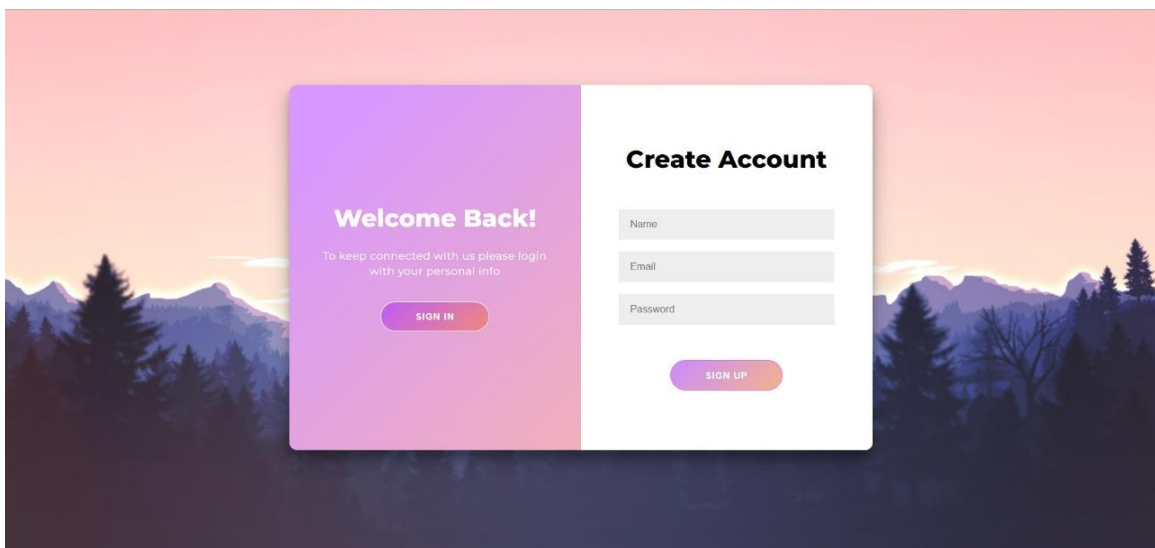 Welcome Back!
To keep connected with us please login
with your personal info
SIGN IN
Create Account
Name
Email
Password
SIGN UP